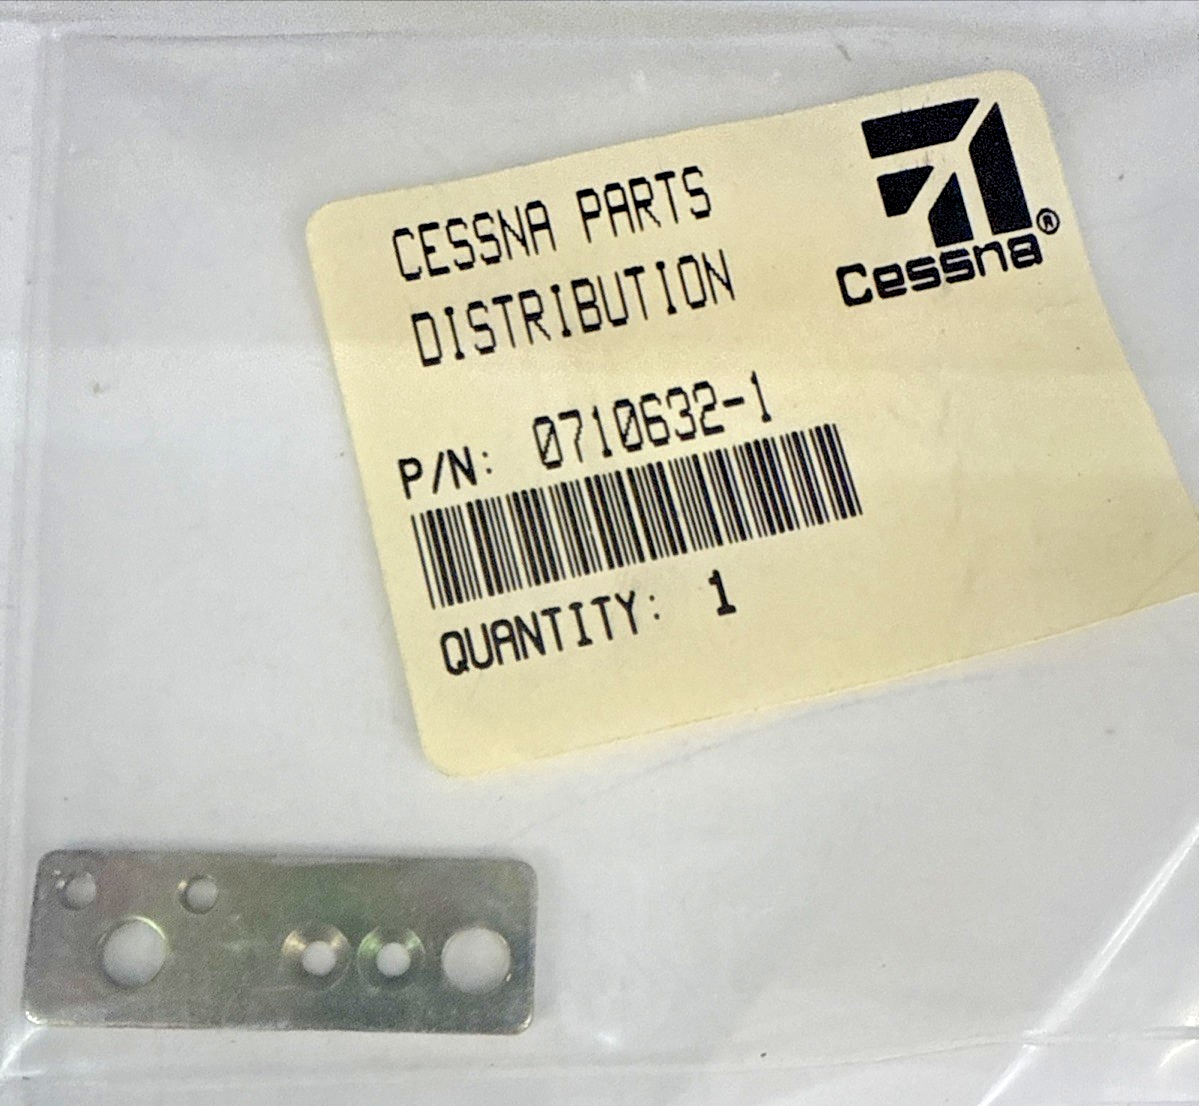 CESSNA PARTS
DISTRIBUTION
Cessna®
P/N: 0710632-1
QUANTITY: 1